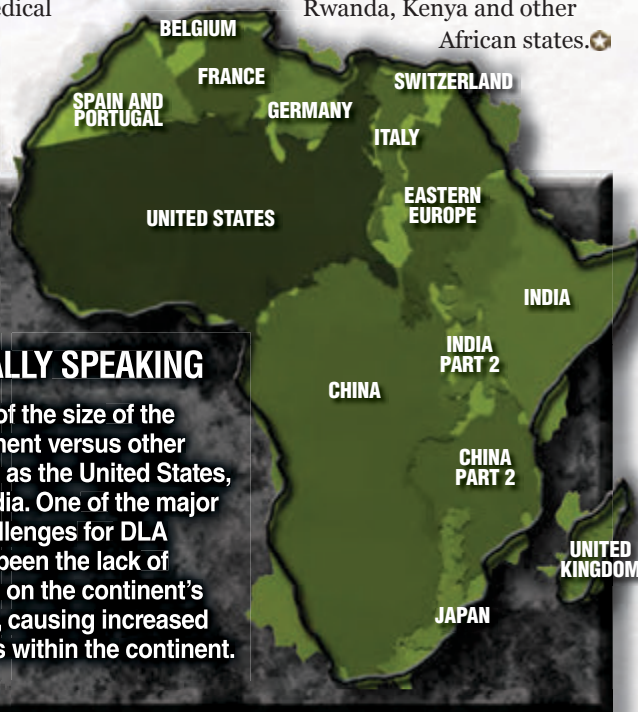 edical
Rwanda, Kenya and other
African states.
BELGIUM
FRANCE
SWITZERLAND
SPAIN AND
PORTUGAL
GERMANY
ITALY
EASTERN
EUROPE
UNITED STATES
INDIA
INDIA
PART 2
CHINA
CHINA
PART 2
UNITED
KINGDOM
JAPAN
ALLY SPEAKING
of the size of the
nent versus other
as the United States,
dia. One of the major
llenges for DLA
been the lack of
on the continent's
, causing increased
s within the continent.